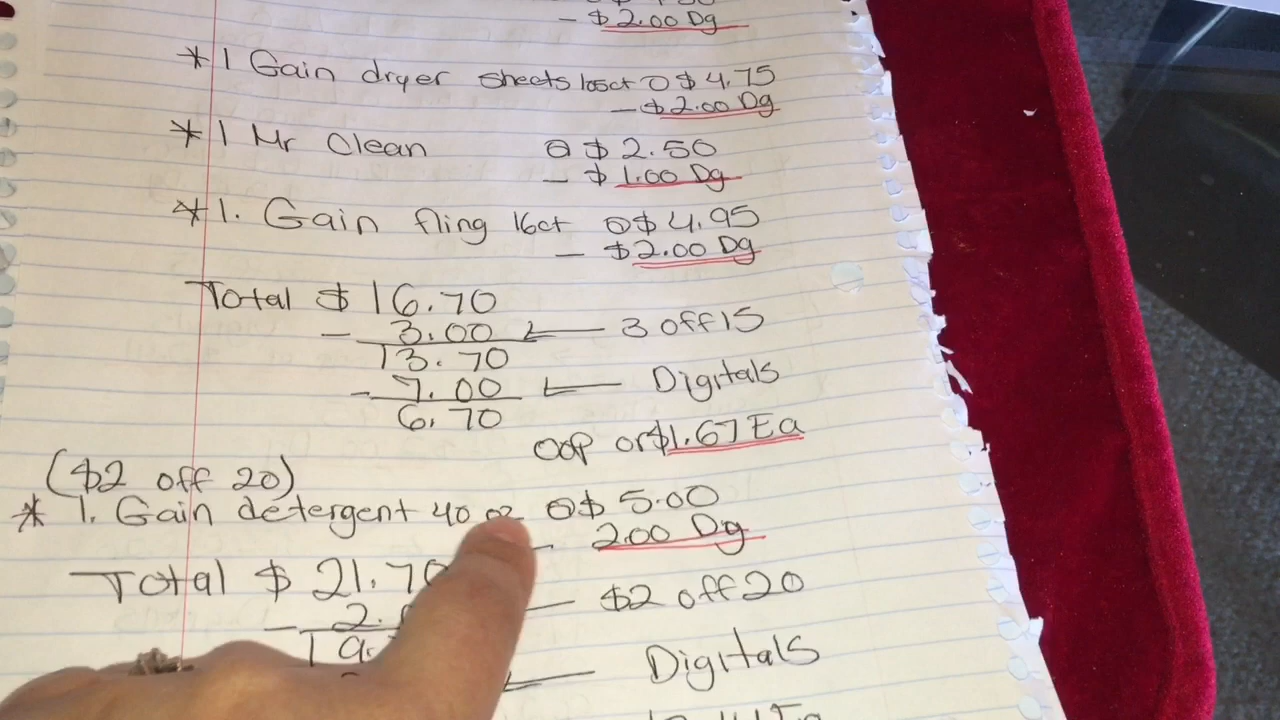 - $2.00 Dg
* 1 Gain dryer sheets 105ct @ $4.75
- $2.00 Dg
* 1 Mr Clean @ $2.50
- $1.00 Dg
* 1. Gain fling 16ct @ $4.95
- $2.00 Dg
Total $16.70
- 3.00 ← 3 off 15
13.70
- 7.00 ← Digitals
6.70
OOP or $1.67 Ea
($2 off 20)
* 1. Gain detergent 40 oz @ $5.00
- 2.00 Dg
Total $21.70
- 2. — $2 off 20
19.
← Digitals